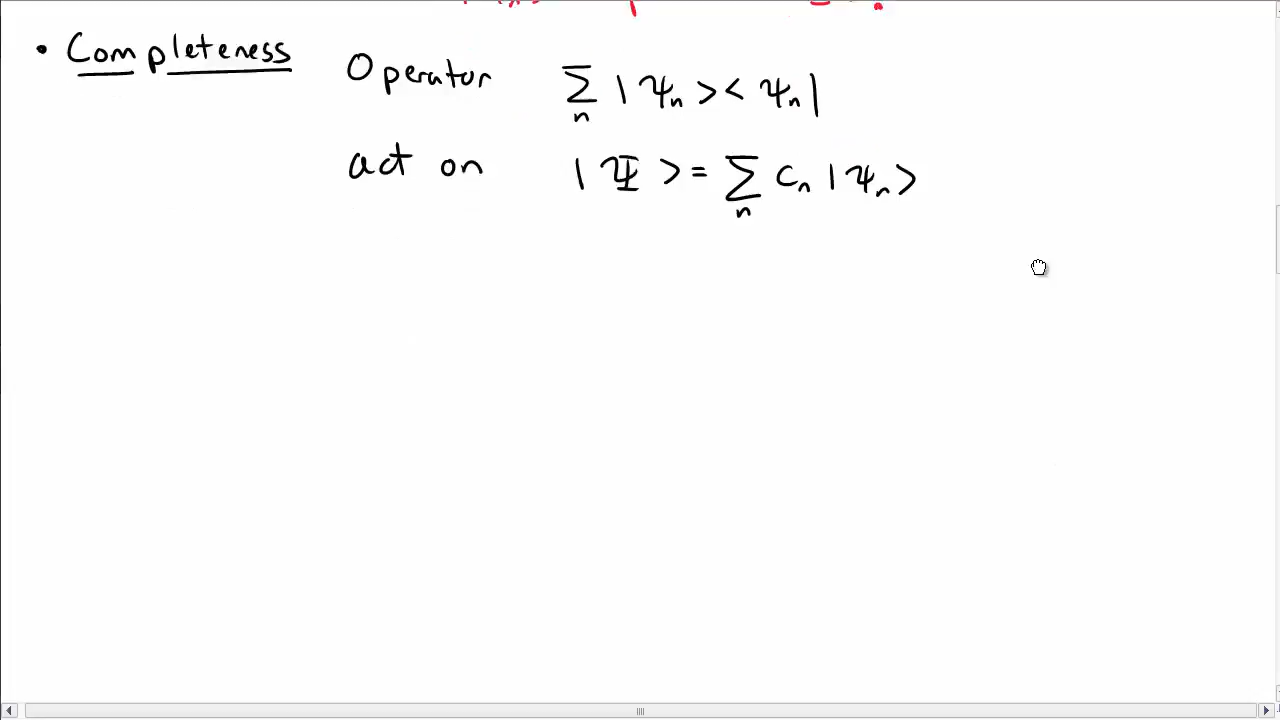 • Completeness Operator ∑n |ψn><ψn|
act on |Ψ> = ∑n cn |ψn>